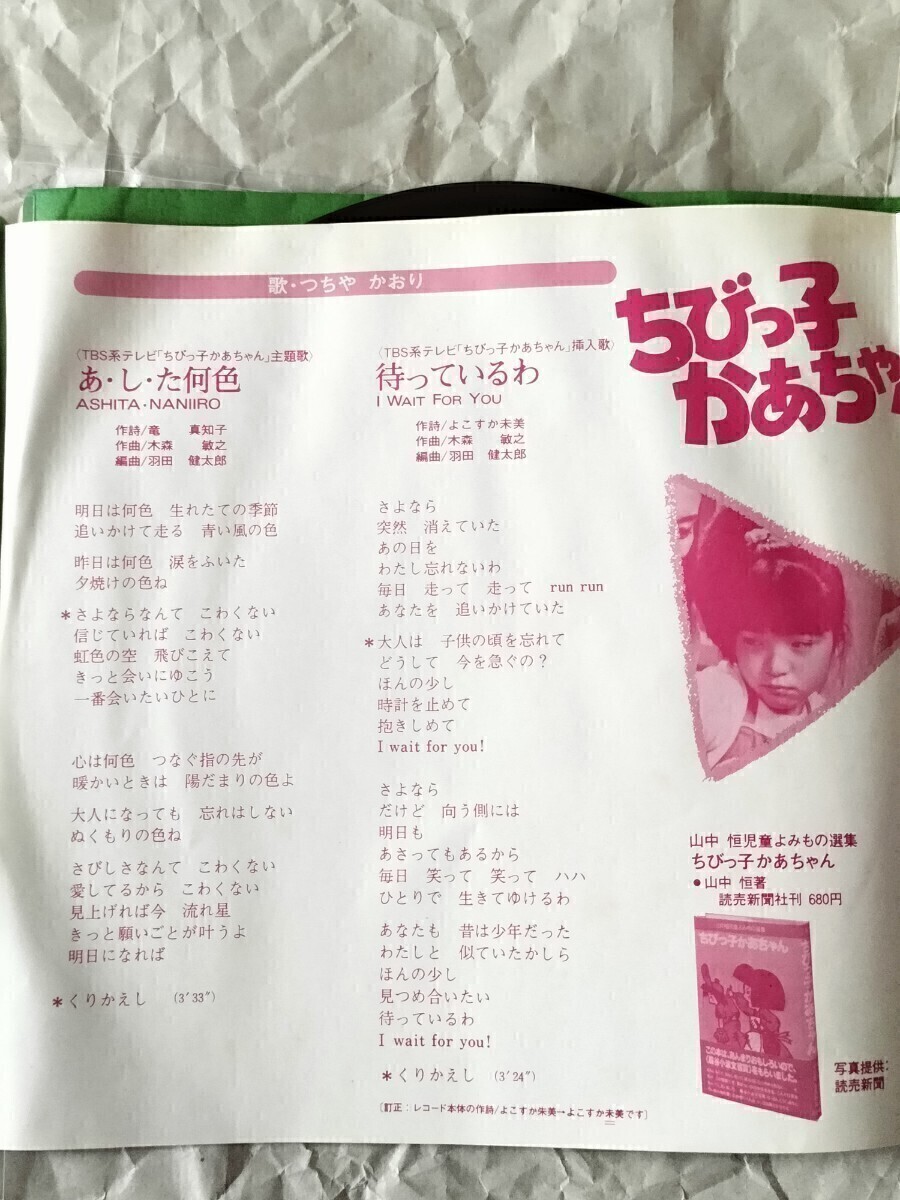 歌・つちや かおり
〈TBS系テレビ「ちびっ子かあちゃん」主題歌〉
あ・し・た何色
ASHITA・NANIIRO
作詩/竜 真知子
作曲/木森 敏之
編曲/羽田 健太郎
明日は何色 生れたての季節
追いかけて走る 青い風の色
昨日は何色 涙をふいた
夕焼けの色ね
*さよならなんて こわくない
信じていれば こわくない
虹色の空 飛びこえて
きっと会いにゆこう
一番会いたいひとに
心は何色 つなぐ指の先が
暖かいときは 陽だまりの色よ
大人になっても 忘れはしない
ぬくもりの色ね
さびしさなんて こわくない
愛してるから こわくない
見上げれば今 流れ星
きっと願いごとが叶うよ
明日になれば
*くりかえし (3′33″)
〈TBS系テレビ「ちびっ子かあちゃん」挿入歌〉
待っているわ
I WAIT FOR YOU
作詩/よこすか未美
作曲/木森 敏之
編曲/羽田 健太郎
さよなら
突然 消えていた
あの日を
わたし忘れないわ
毎日 走って 走って run run
あなたを 追いかけていた
*大人は 子供の頃を忘れて
どうして 今を急ぐの?
ほんの少し
時計を止めて
抱きしめて
I wait for you!
さよなら
だけど 向う側には
明日も
あさってもあるから
毎日 笑って 笑って ハハ
ひとりで 生きてゆけるわ
あなたも 昔は少年だった
わたしと 似ていたかしら
ほんの少し
見つめ合いたい
待っているわ
I wait for you!
*くりかえし (3′24″)
〔訂正:レコード本体の作詩/よこすか朱美→よこすか未美です〕
ちびっ子
かあちゃん
山中 恒児童よみもの選集
ちびっ子かあちゃん
●山中 恒著
読売新聞社刊 680円
ちびっ子かあちゃん
この本は、あんまりおもしろいので、
をもらいました。
写真提供:
読売新聞